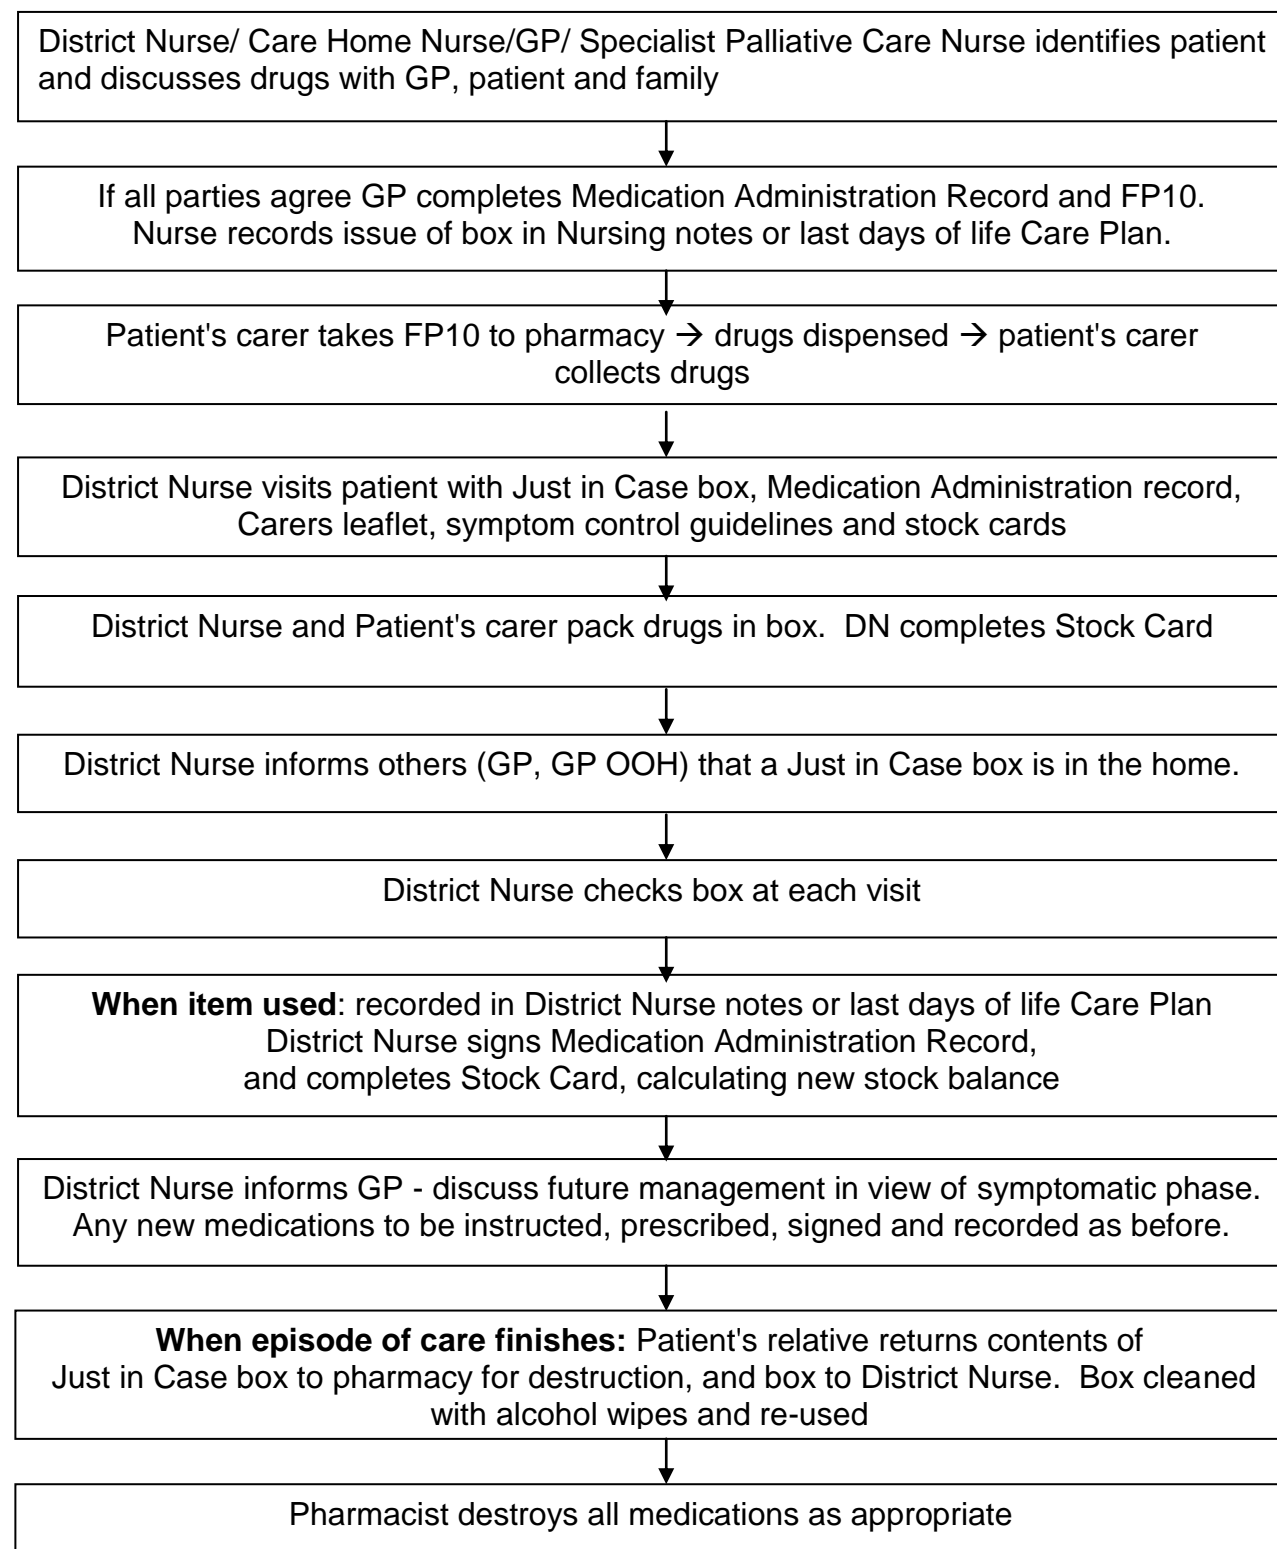 District Nurse/ Care Home Nurse/GP/ Specialist Palliative Care Nurse identifies patient
and discusses drugs with GP, patient and family
If all parties agree GP completes Medication Administration Record and FP10.
Nurse records issue of box in Nursing notes or last days of life Care Plan.
Patient's carer takes FP10 to pharmacy → drugs dispensed → patient's carer
collects drugs
District Nurse visits patient with Just in Case box, Medication Administration record,
Carers leaflet, symptom control guidelines and stock cards
District Nurse and Patient's carer pack drugs in box.  DN completes Stock Card
District Nurse informs others (GP, GP OOH) that a Just in Case box is in the home.
District Nurse checks box at each visit
When item used: recorded in District Nurse notes or last days of life Care Plan
District Nurse signs Medication Administration Record,
and completes Stock Card, calculating new stock balance
District Nurse informs GP - discuss future management in view of symptomatic phase.
Any new medications to be instructed, prescribed, signed and recorded as before.
When episode of care finishes: Patient's relative returns contents of
Just in Case box to pharmacy for destruction, and box to District Nurse.  Box cleaned
with alcohol wipes and re-used
Pharmacist destroys all medications as appropriate